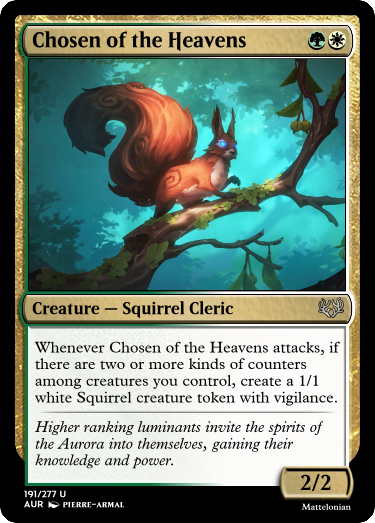 Chosen of the Heavens
Creature — Squirrel Cleric
Whenever Chosen of the Heavens attacks, if
there are two or more kinds of counters
among creatures you control, create a 1/1
white Squirrel creature token with vigilance.
Higher ranking luminants invite the spirits of
the Aurora into themselves, gaining their
knowledge and power.
2/2
191/277 U
AUR PIERRE-ARMAL
Mattelonian